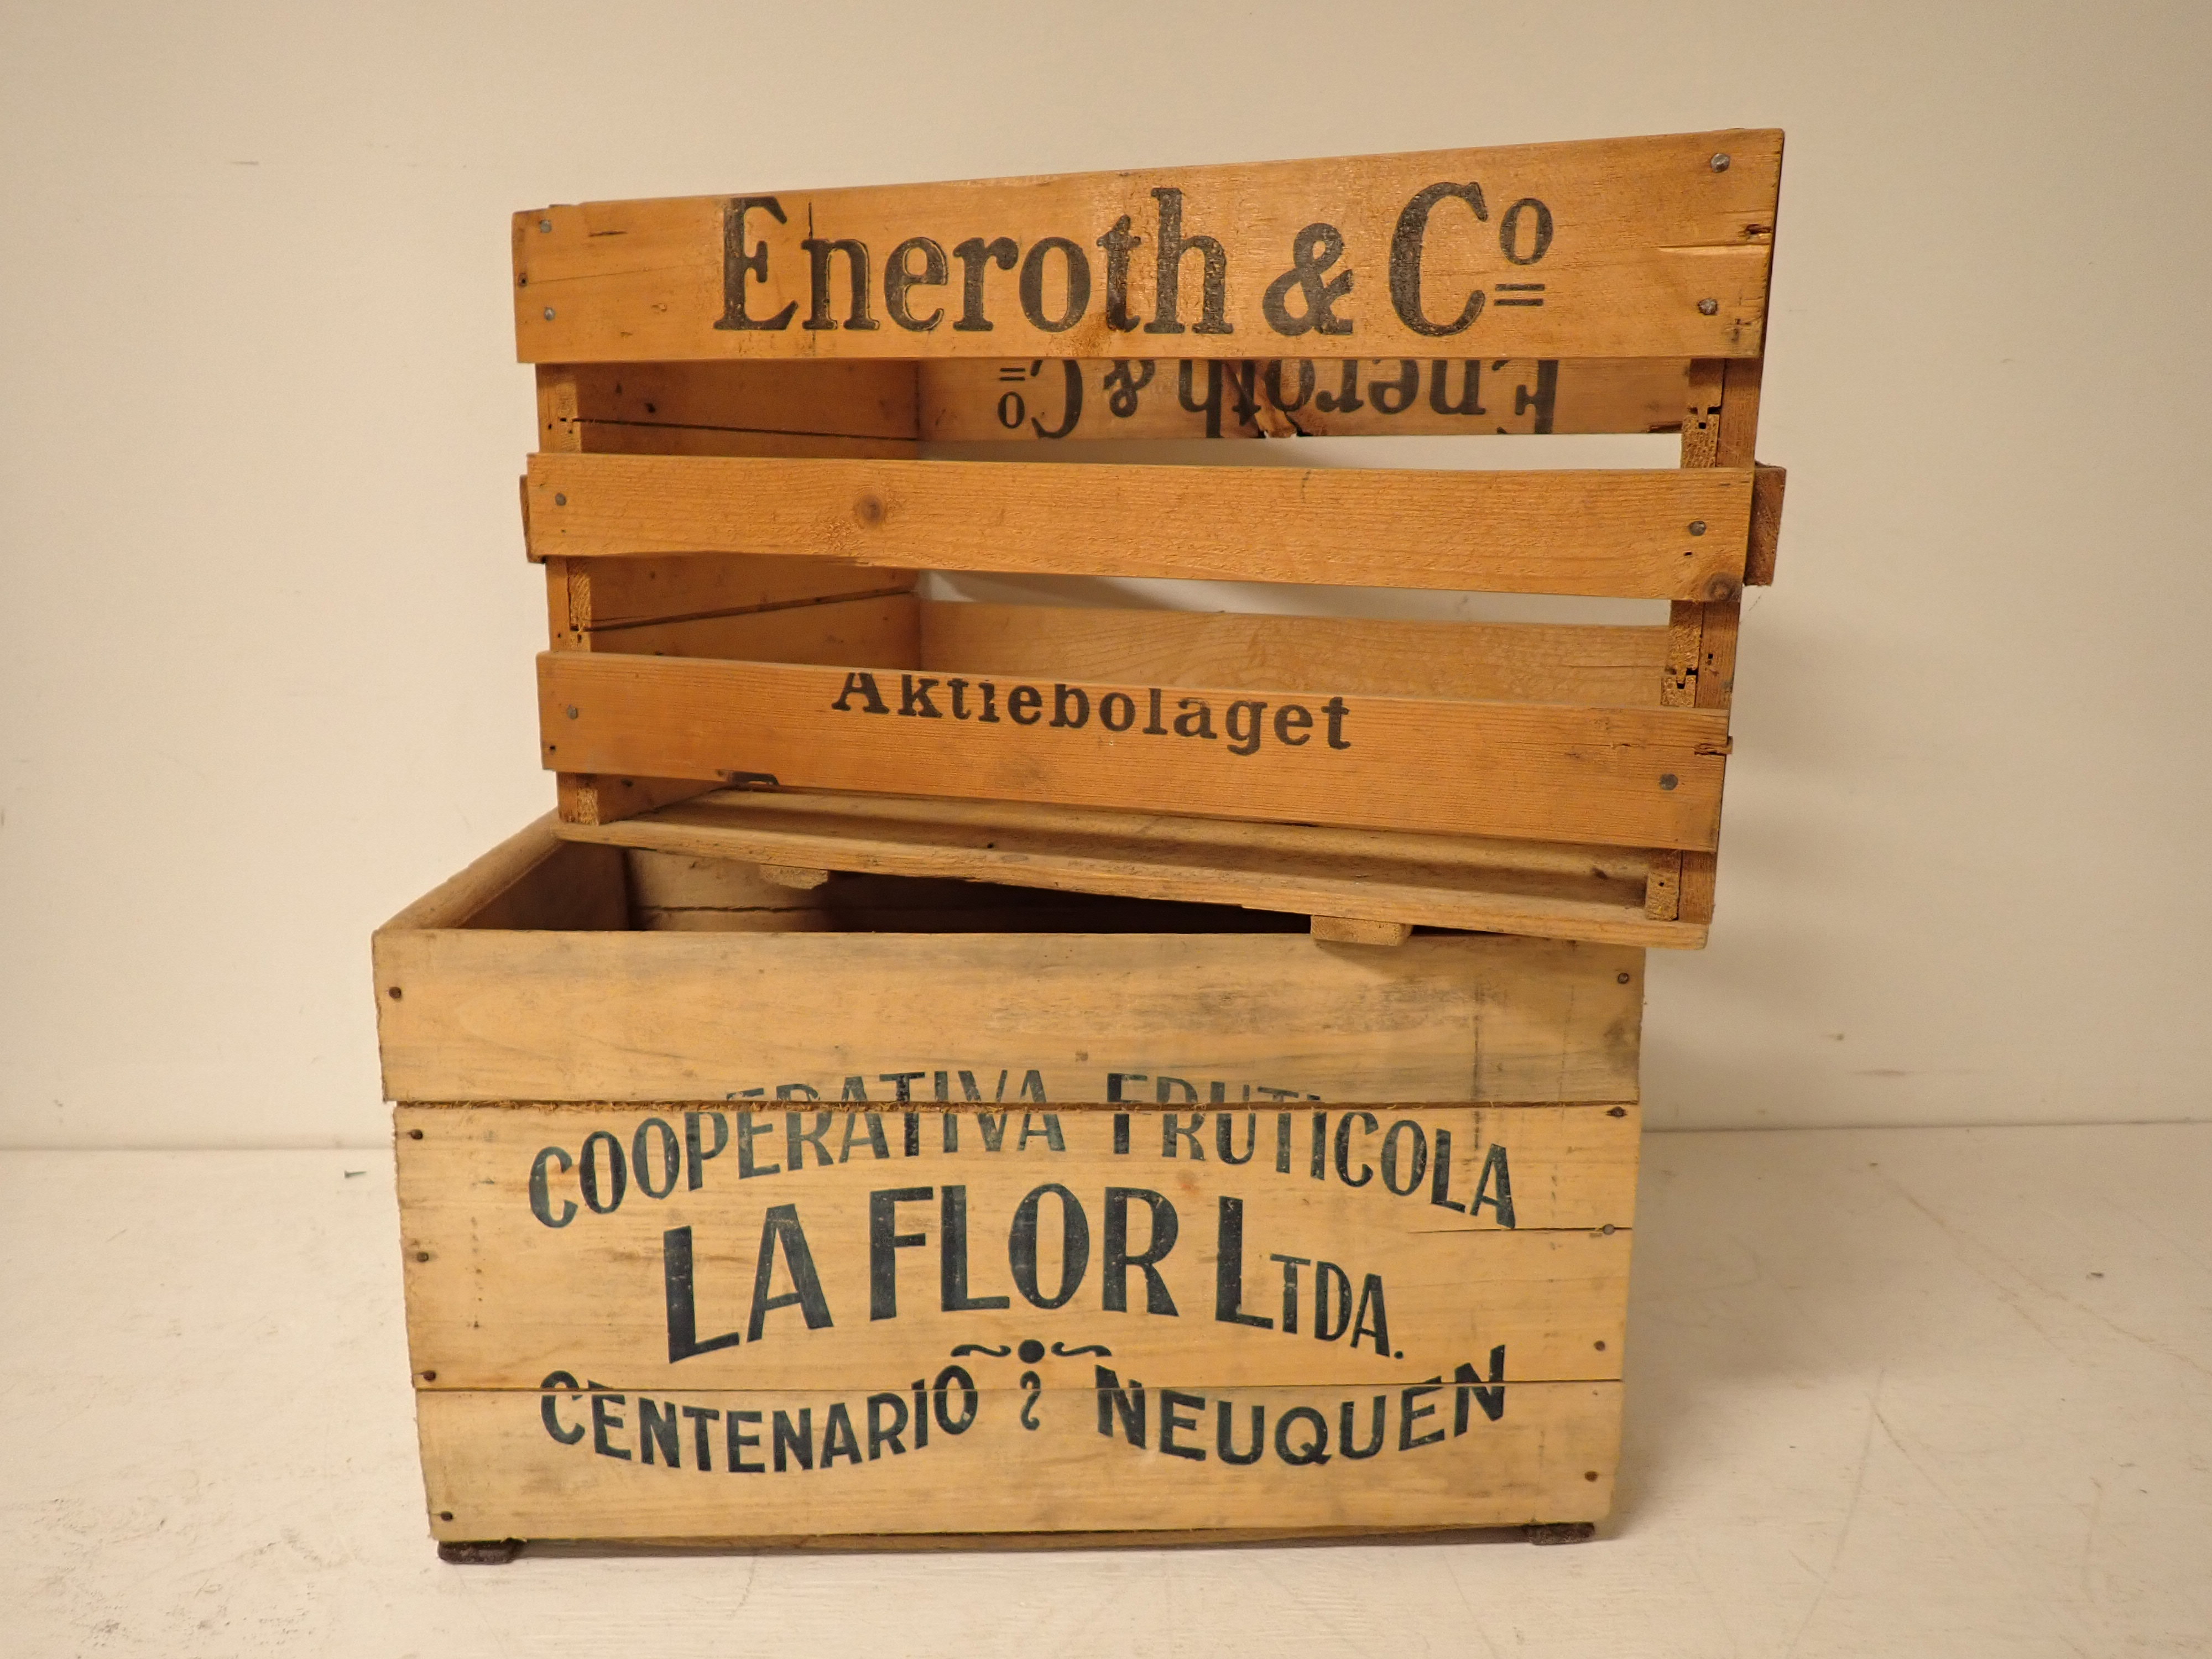 Eneroth & Cº
Eneroth & Cº
Aktiebolaget
COOPERATIVA FRUTICOLA
LA FLOR LTDA.
CENTENARIO NEUQUEN